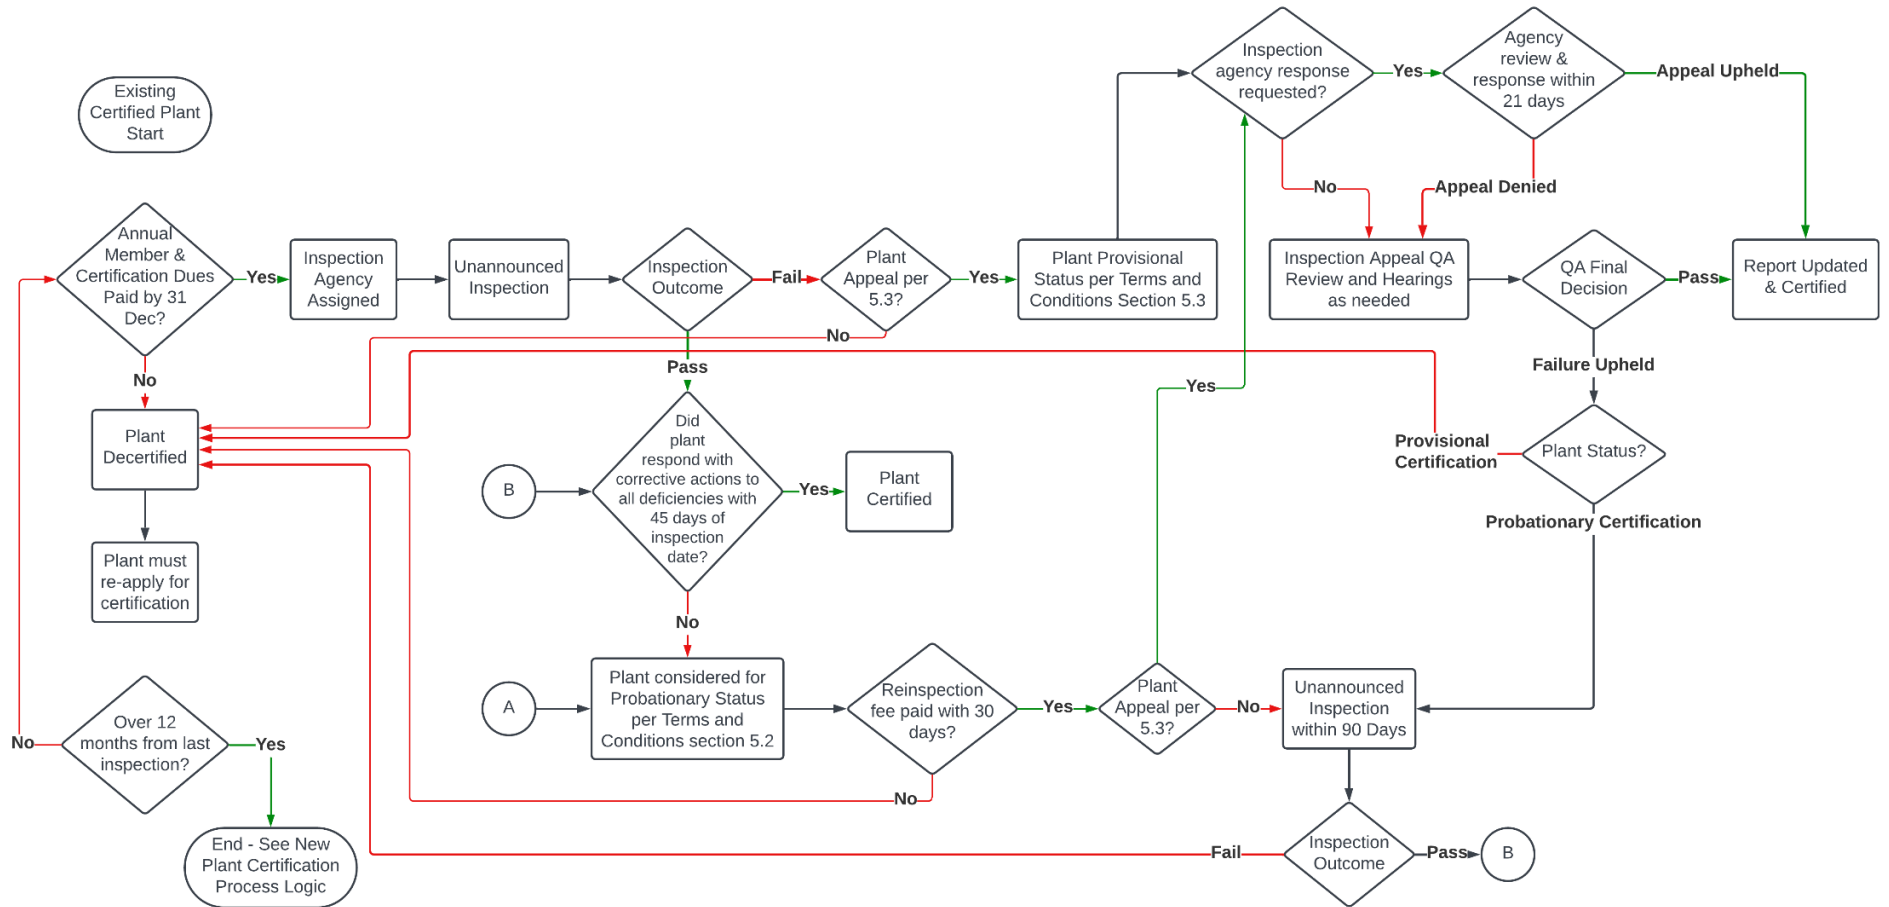 Existing
Certified Plant
Start
Inspection
agency response
requested?
Yes
Agency
review &
response within
21 days
Appeal Upheld
No
Appeal Denied
Annual
Member &
Certification Dues
Paid by 31
Dec?
Yes
Inspection
Agency
Assigned
Unannounced
Inspection
Inspection
Outcome
Fail
Plant
Appeal per
5.3?
Yes
Plant Provisional
Status per Terms and
Conditions Section 5.3
Inspection Appeal QA
Review and Hearings
as needed
QA Final
Decision
Pass
Report Updated
& Certified
No
Pass
No
Failure Upheld
Yes
Plant
Decertified
Did
plant
respond with
corrective actions to
all deficiencies with
45 days of
inspection
date?
B
Yes
Plant
Certified
Provisional
Certification
Plant Status?
Probationary Certification
Plant must
re-apply for
certification
No
A
Plant considered for
Probationary Status
per Terms and
Conditions section 5.2
Reinspection
fee paid with 30
days?
Yes
Plant
Appeal per
5.3?
No
Unannounced
Inspection
within 90 Days
No
Over 12
months from last
inspection?
Yes
No
End - See New
Plant Certification
Process Logic
Fail
Inspection
Outcome
Pass
B